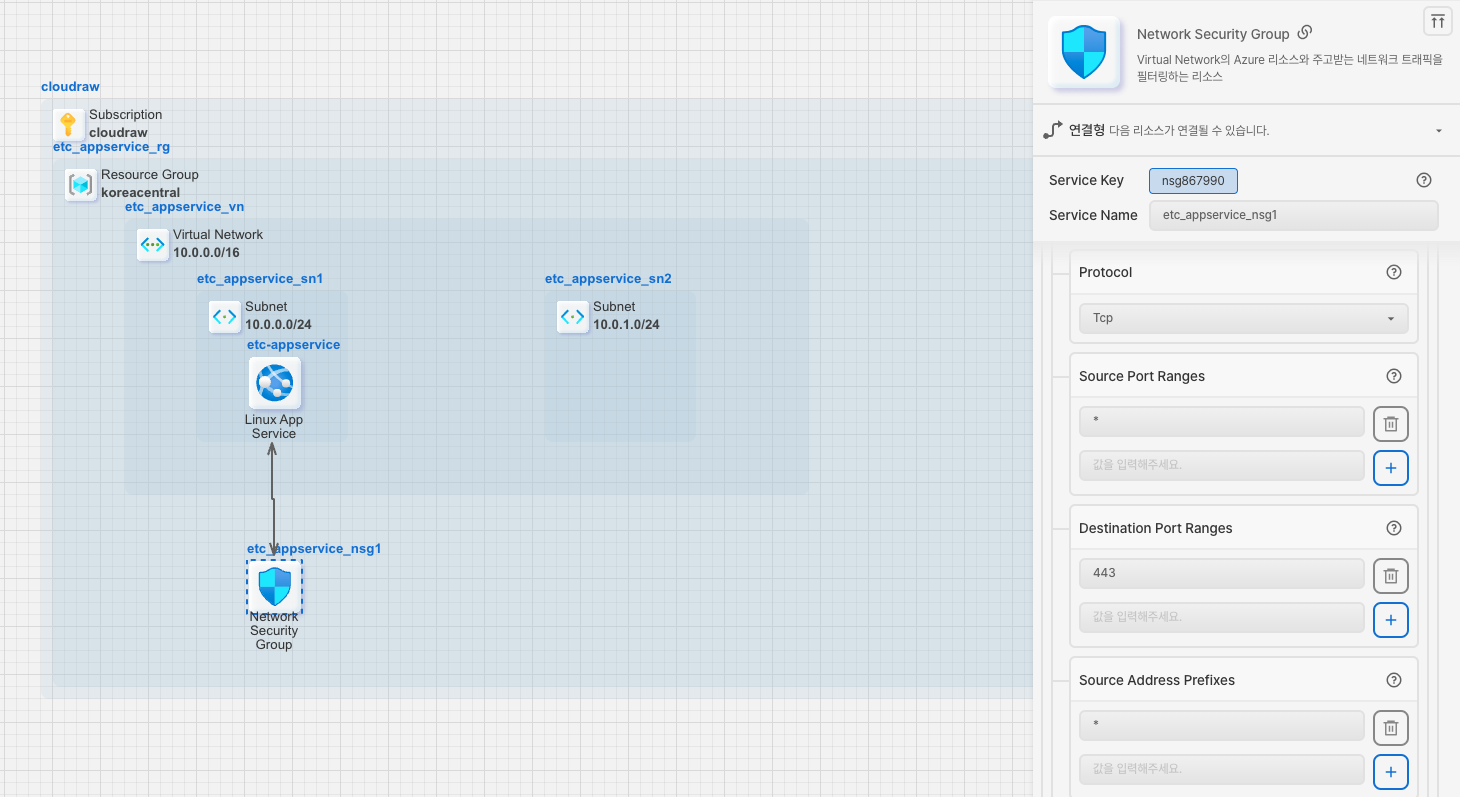 cloudraw
Subscription
cloudraw
etc_appservice_rg
Resource Group
koreacentral
etc_appservice_vn
Virtual Network
10.0.0.0/16
etc_appservice_sn1
Subnet
10.0.0.0/24
etc-appservice
Linux App
Service
etc_appservice_sn2
Subnet
10.0.1.0/24
etc_appservice_nsg1
Network
Security
Group
Network Security Group
Virtual Network의 Azure 리소스와 주고받는 네트워크 트래픽을
필터링하는 리소스
연결형 다음 리소스가 연결될 수 있습니다.
Service Key nsg867990
Service Name etc_appservice_nsg1
Protocol
Tcp
Source Port Ranges
*
값을 입력해주세요.
Destination Port Ranges
443
값을 입력해주세요.
Source Address Prefixes
*
값을 입력해주세요.